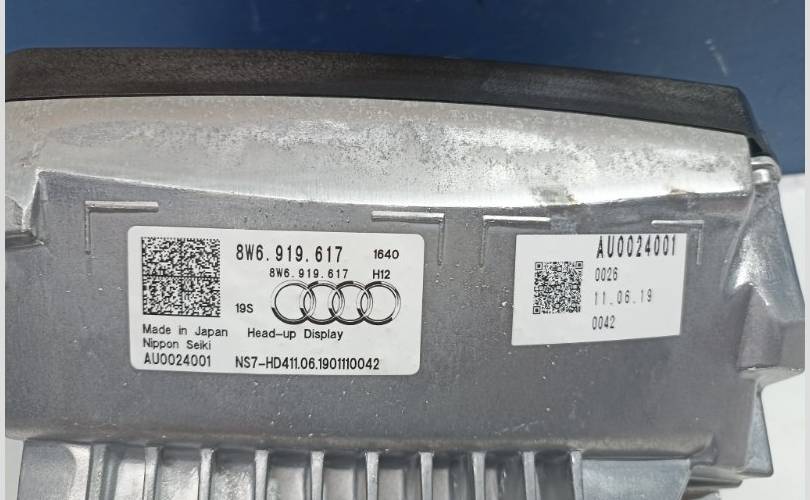 8W6.919.617 1640
8W6.919.617 H12
19S
Made in Japan Head-up Display
Nippon Seiki
AU0024001 NS7-HD411.06.1901110042
AU0024001
0026
11.06.19
0042